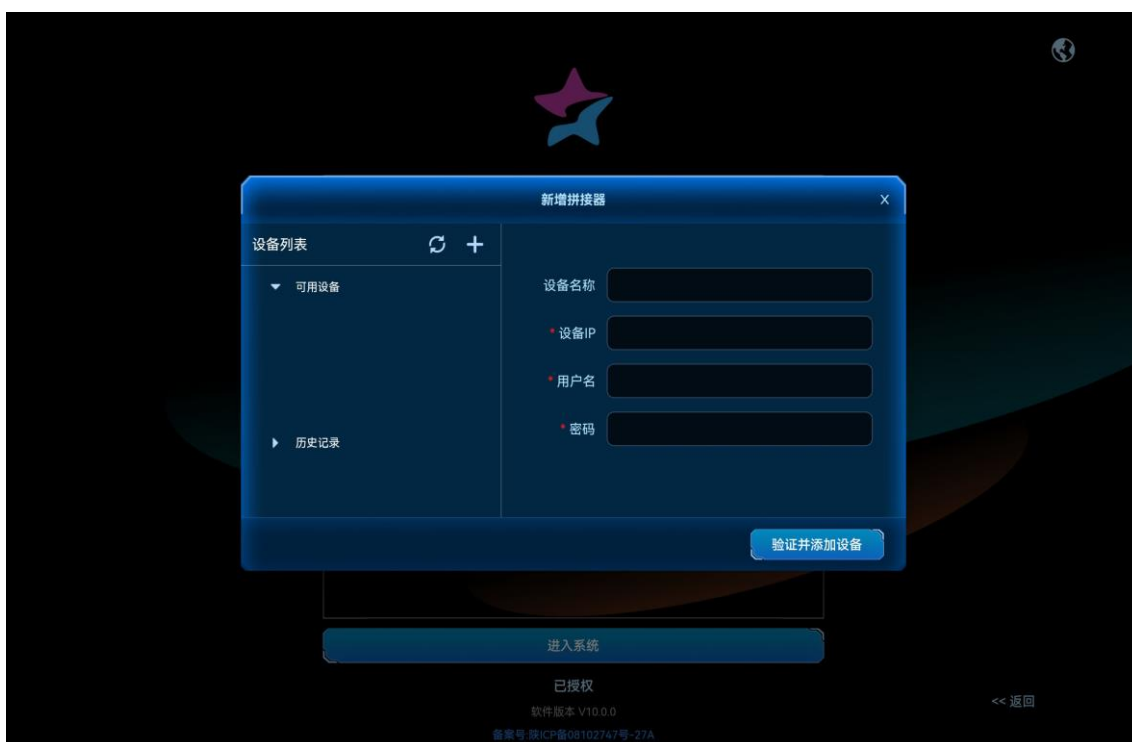 新增拼接器
X
设备列表
可用设备
历史记录
设备名称
* 设备IP
* 用户名
* 密码
验证并添加设备
进入系统
已授权
软件版本 V10.0.0
<< 返回
备案号:陕ICP备08102747号-27A